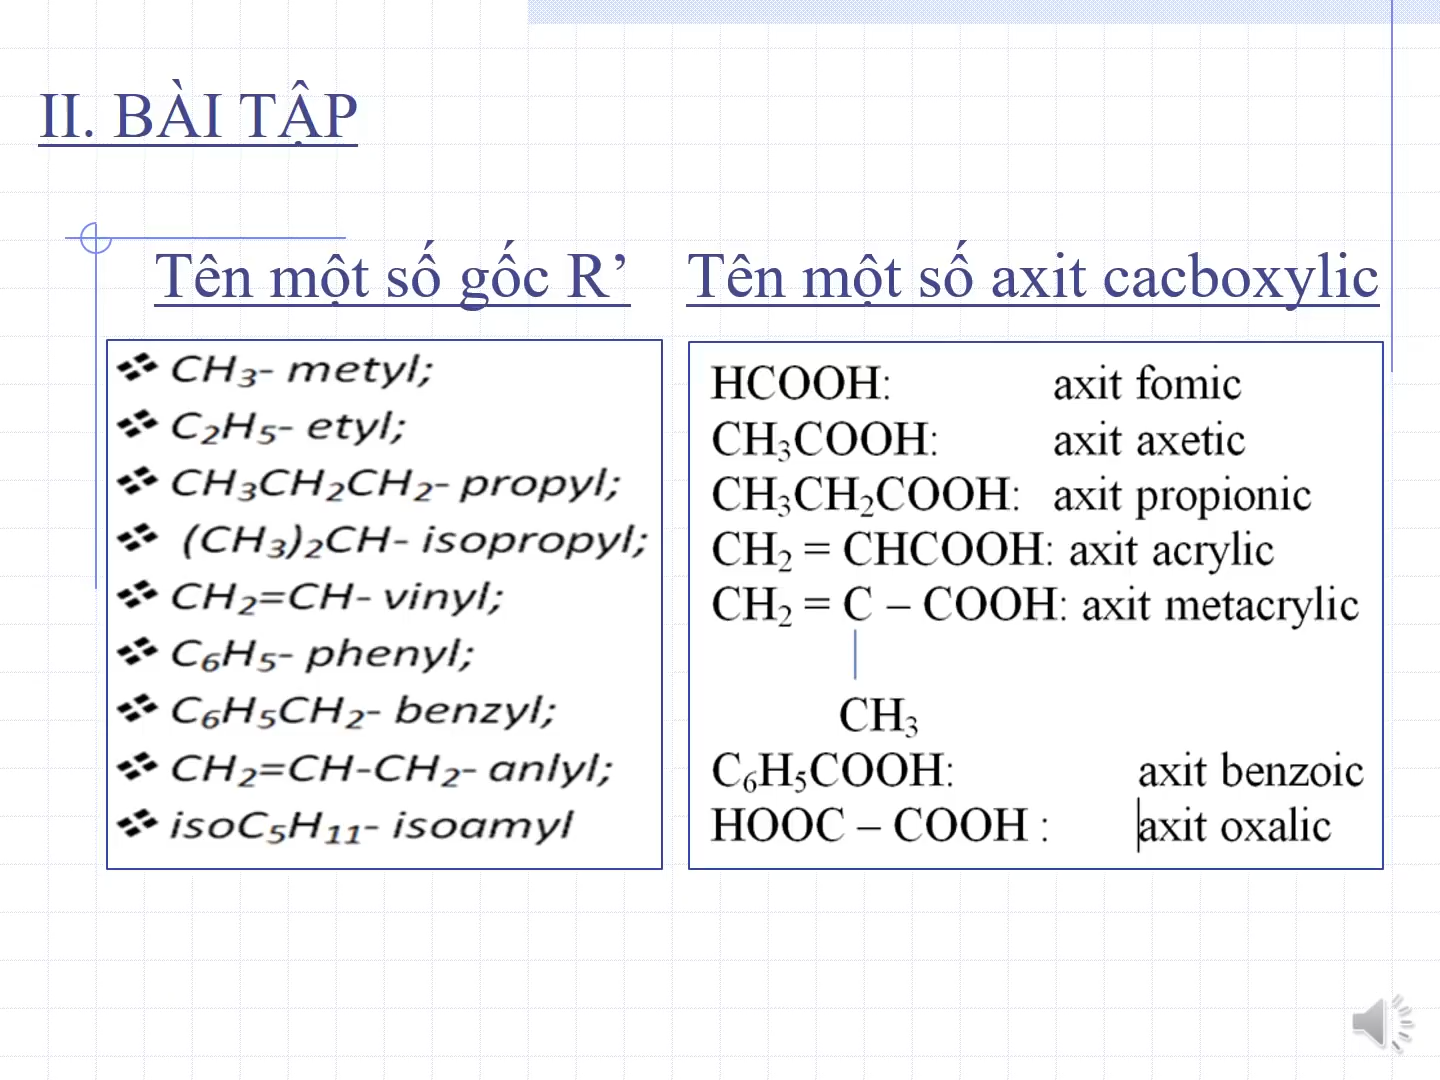 II. BÀI TẬP
Tên một số gốc R’
CH₃- metyl;
C₂H₅- etyl;
CH₃CH₂CH₂- propyl;
(CH₃)₂CH- isopropyl;
CH₂=CH- vinyl;
C₆H₅- phenyl;
C₆H₅CH₂- benzyl;
CH₂=CH-CH₂- anlyl;
isoC₅H₁₁- isoamyl
Tên một số axit cacboxylic
HCOOH: axit fomic
CH₃COOH: axit axetic
CH₃CH₂COOH: axit propionic
CH₂ = CHCOOH: axit acrylic
CH₂ = C – COOH: axit metacrylic
CH₃
C₆H₅COOH: axit benzoic
HOOC – COOH : axit oxalic